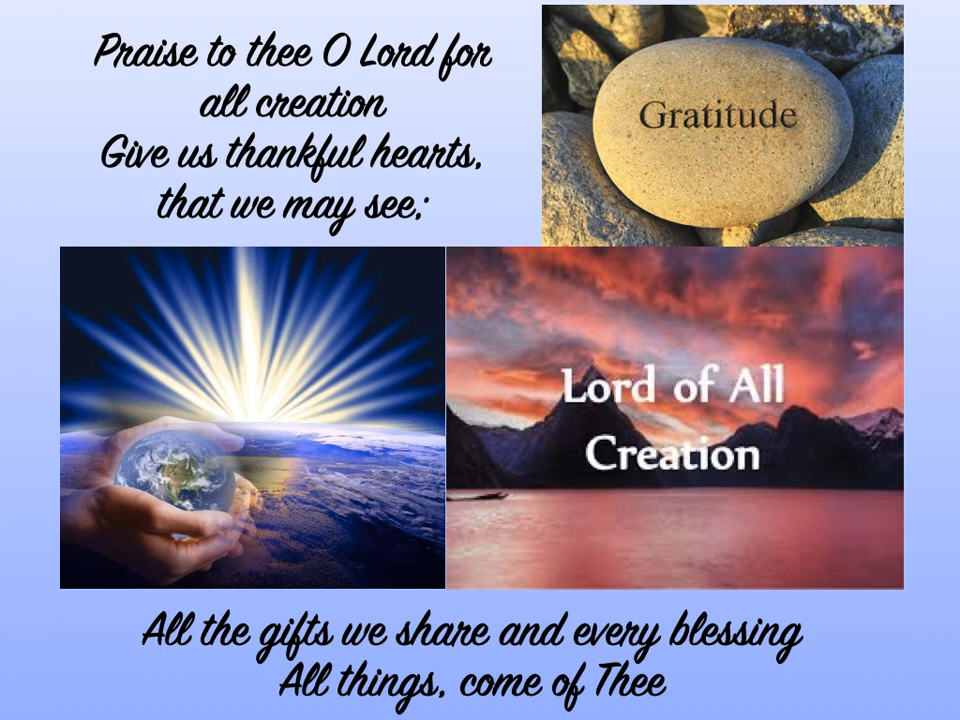 Praise to thee O Lord for
all creation
Give us thankful hearts,
that we may see;
Gratitude
Lord of All
Creation
All the gifts we share and every blessing
All things, come of Thee